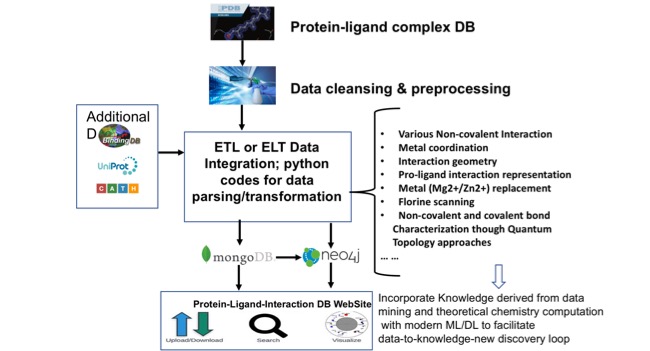 PDB
Protein-ligand complex DB
Data cleansing & preprocessing
Additional
D
BindingDB
UniProt
C A T H
ETL or ELT Data
Integration; python
codes for data
parsing/transformation
• Various Non-covalent Interaction
• Metal coordination
• Interaction geometry
• Pro-ligand interaction representation
• Metal (Mg2+/Zn2+) replacement
• Florine scanning
• Non-covalent and covalent bond
Characterization though Quantum
Topology approaches
... ...
mongoDB
neo4j
Protein-Ligand-Interaction DB WebSite
Upload/Download
Search
Visualize
Incorporate Knowledge derived from data
mining and theoretical chemistry computation
with modern ML/DL to facilitate
data-to-knowledge-new discovery loop